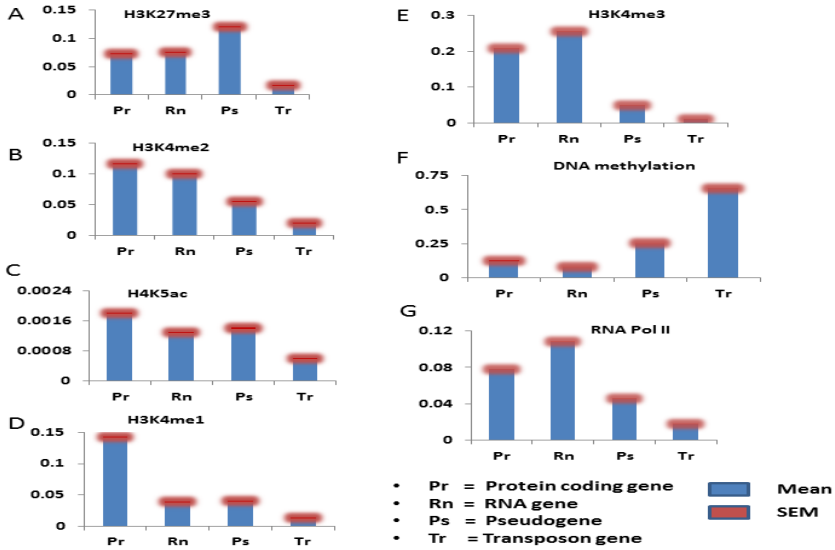 A
H3K27me3
0.15
0.1
0.05
0
Pr Rn Ps Tr
B
H3K4me2
0.15
0.1
0.05
0
Pr Rn Ps Tr
C
H4K5ac
0.0024
0.0016
0.0008
0
Pr Rn Ps Tr
D
H3K4me1
0.15
0.1
0.05
0
Pr Rn Ps Tr
E
H3K4me3
0.3
0.2
0.1
0
Pr Rn Ps Tr
F
DNA methylation
0.75
0.5
0.25
0
Pr Rn Ps Tr
G
RNA Pol II
0.12
0.08
0.04
0
Pr Rn Ps Tr
• Pr = Protein coding gene
• Rn = RNA gene
• Ps = Pseudogene
• Tr = Transposon gene
Mean
SEM